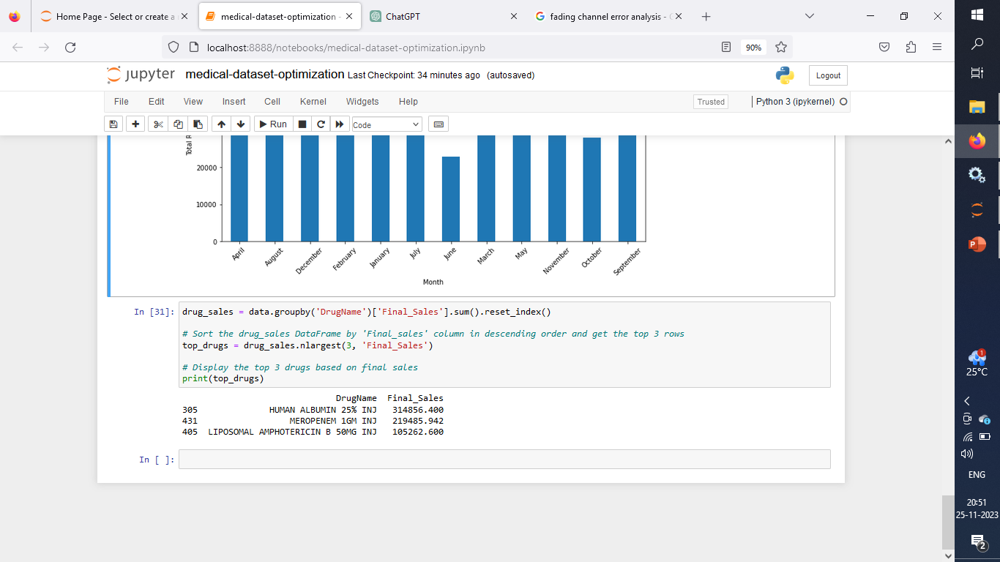 Home Page - Select or create a
medical-dataset-optimization -
ChatGPT
fading channel error analysis -
localhost:8888/notebooks/medical-dataset-optimization.ipynb
90%
jupyter medical-dataset-optimization Last Checkpoint: 34 minutes ago (autosaved)
Logout
File Edit View Insert Cell Kernel Widgets Help
Trusted
Python 3 (ipykernel)
Run
Code
Total R
20000
10000
0
April August December February January July June March May November October September
Month
In [31]:
drug_sales = data.groupby('DrugName')['Final_Sales'].sum().reset_index()
# Sort the drug_sales DataFrame by 'Final_sales' column in descending order and get the top 3 rows
top_drugs = drug_sales.nlargest(3, 'Final_Sales')
# Display the top 3 drugs based on final sales
print(top_drugs)
DrugName Final_Sales
305 HUMAN ALBUMIN 25% INJ 314856.400
431 MEROPENEM 1GM INJ 219485.942
405 LIPOSOMAL AMPHOTERICIN B 50MG INJ 105262.600
In [ ]:
1
25°C
ENG
20:51
25-11-2023
2